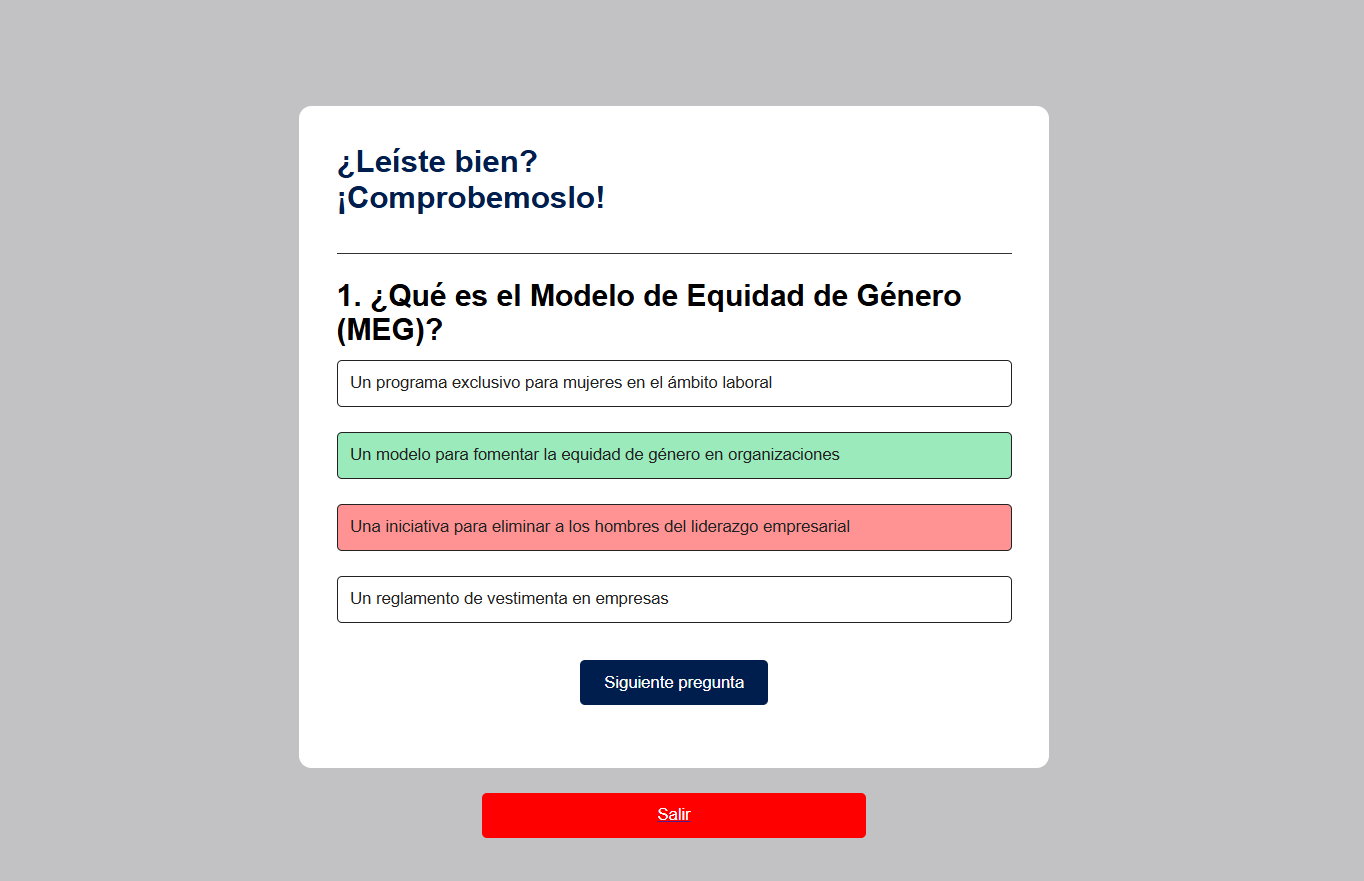 ¿Leíste bien?
¡Comprobemoslo!
1. ¿Qué es el Modelo de Equidad de Género
(MEG)?
Un programa exclusivo para mujeres en el ámbito laboral
Un modelo para fomentar la equidad de género en organizaciones
Una iniciativa para eliminar a los hombres del liderazgo empresarial
Un reglamento de vestimenta en empresas
Siguiente pregunta
Salir